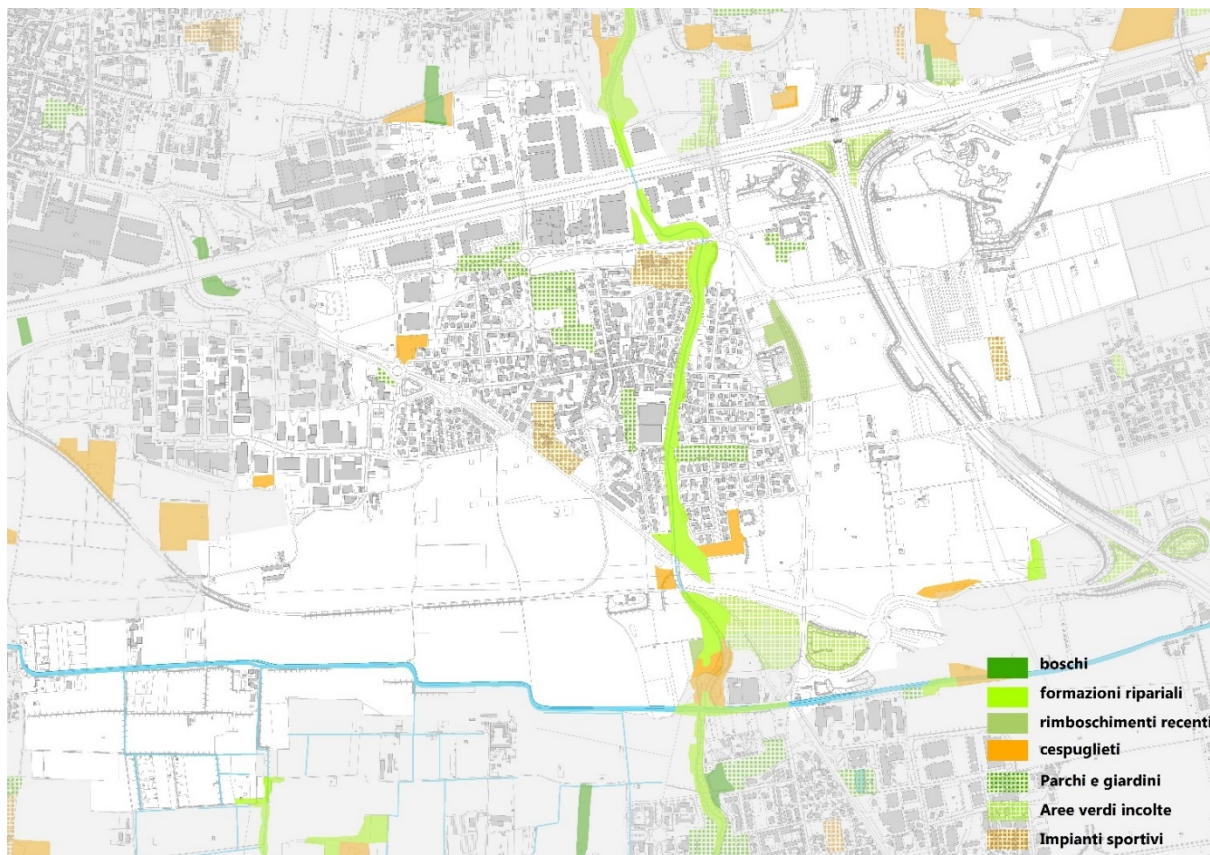 boschi
formazioni ripariali
rimboschimenti recenti
cespuglieti
Parchi e giardini
Aree verdi incolte
Impianti sportivi